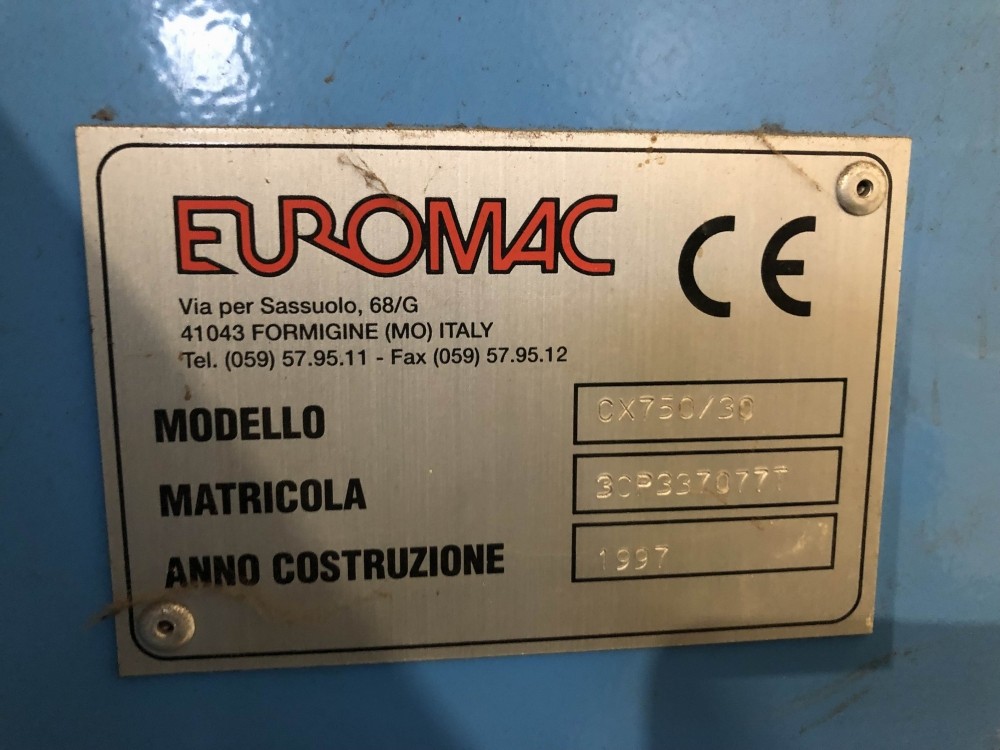 EUROMAC
CE
Via per Sassuolo, 68/G
41043 FORMIGINE (MO) ITALY
Tel. (059) 57.95.11 - Fax (059) 57.95.12
MODELLO CX750/30
MATRICOLA 3CP337077T
ANNO COSTRUZIONE 1997